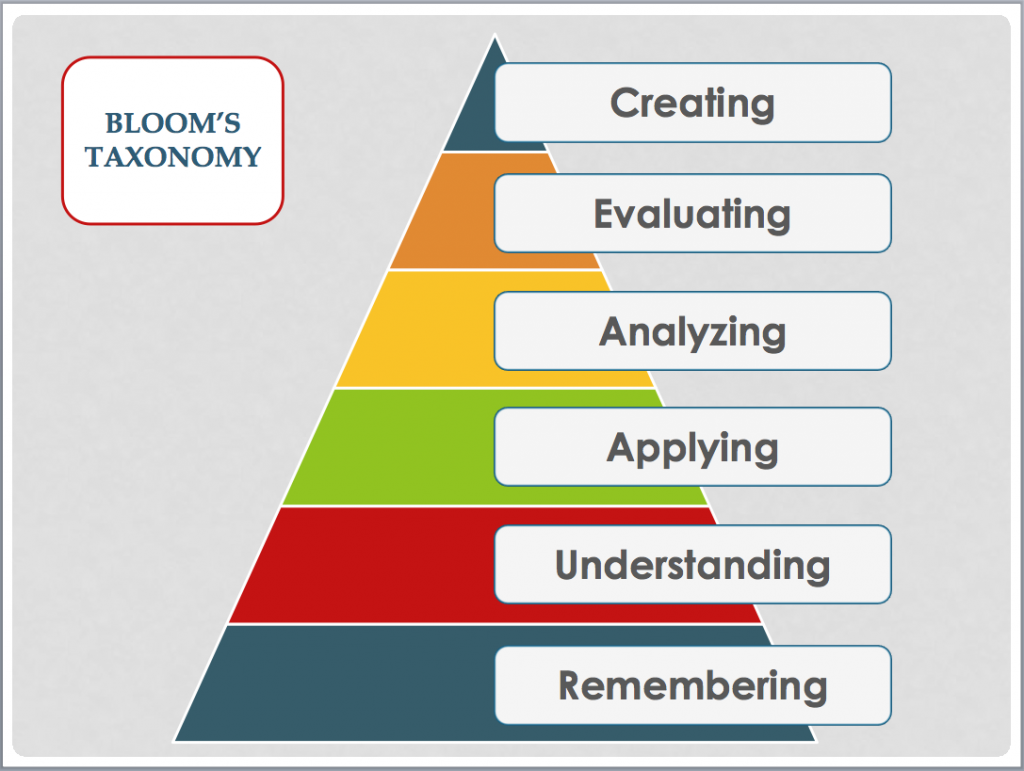 BLOOM’S
TAXONOMY
Creating
Evaluating
Analyzing
Applying
Understanding
Remembering